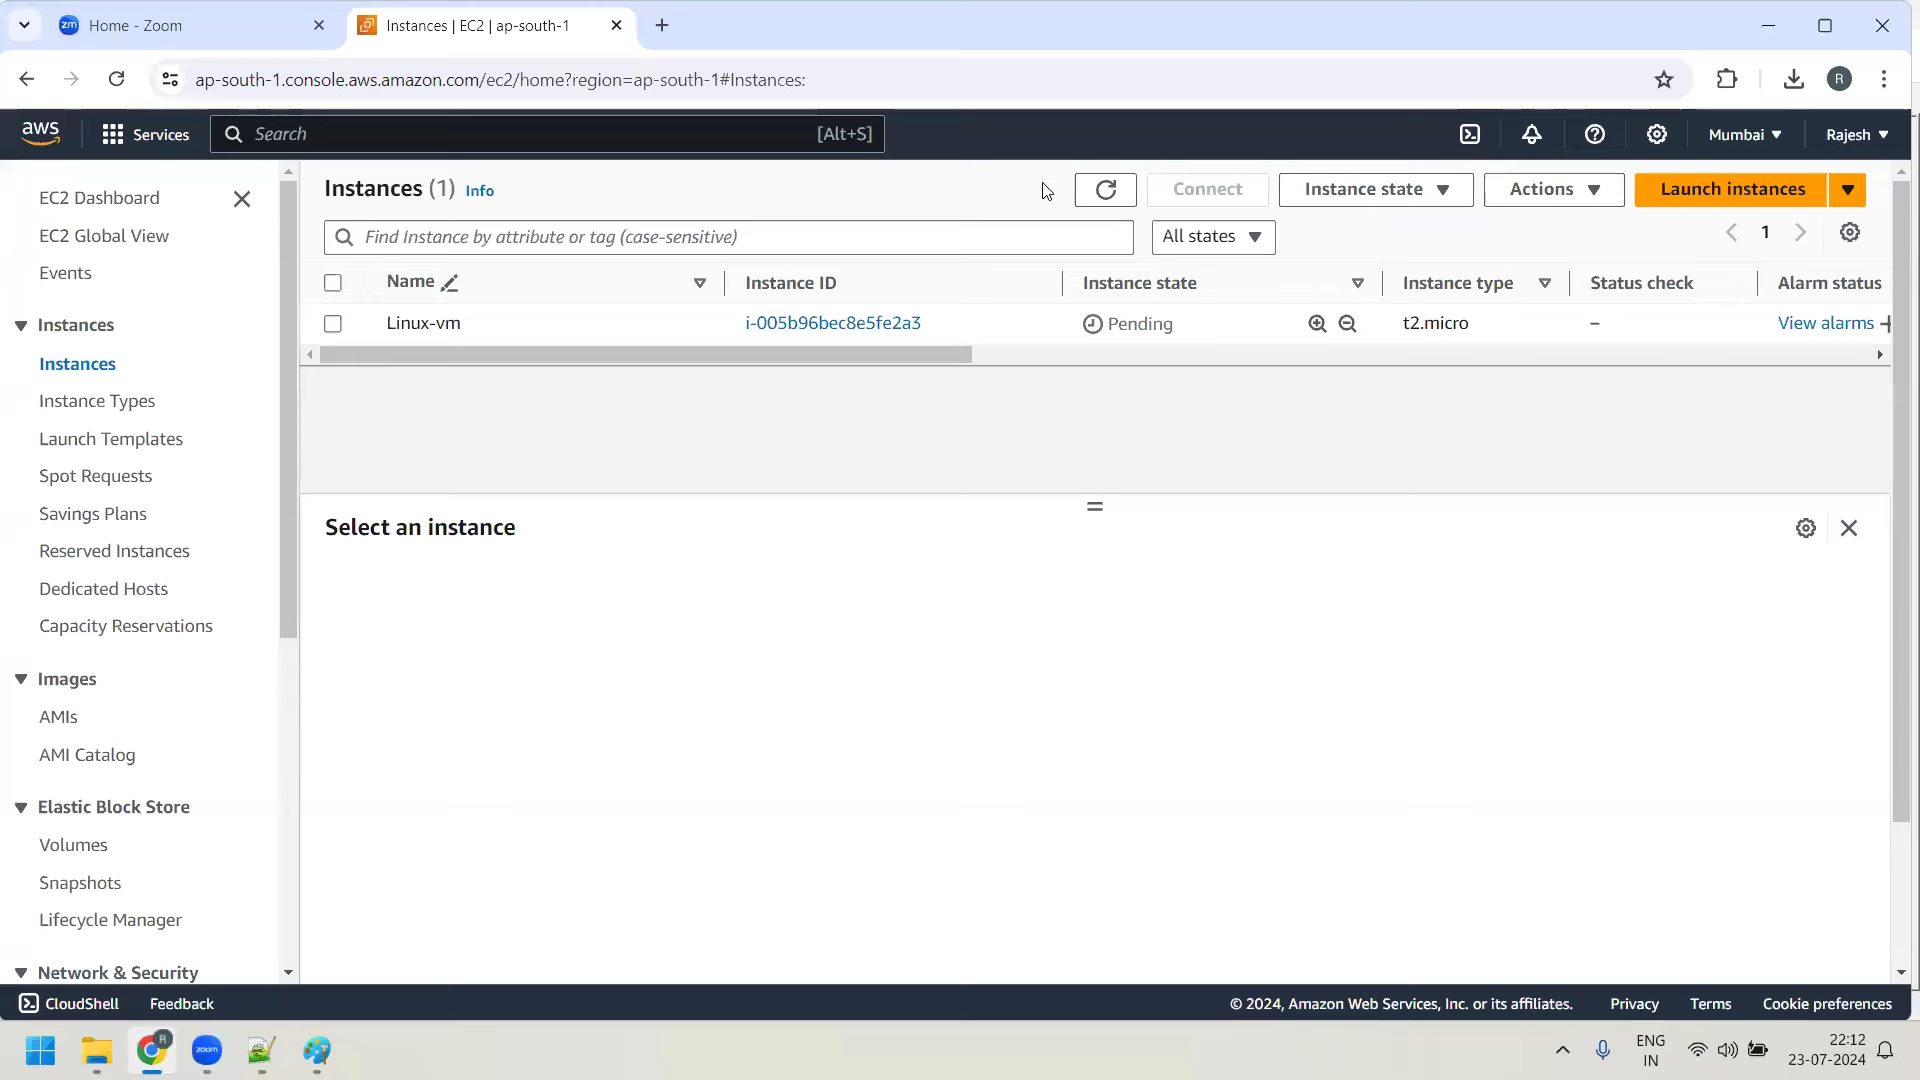 Home - Zoom
Instances | EC2 | ap-south-1
ap-south-1.console.aws.amazon.com/ec2/home?region=ap-south-1#Instances:
R
aws
Services
Search
[Alt+S]
Mumbai
Rajesh
EC2 Dashboard
EC2 Global View
Events
Instances
Instances
Instance Types
Launch Templates
Spot Requests
Savings Plans
Reserved Instances
Dedicated Hosts
Capacity Reservations
Images
AMIs
AMI Catalog
Elastic Block Store
Volumes
Snapshots
Lifecycle Manager
Network & Security
Instances (1) Info
Connect
Instance state
Actions
Launch instances
Find Instance by attribute or tag (case-sensitive)
All states
1
Name Instance ID Instance state Instance type Status check Alarm status
Linux-vm i-005b96bec8e5fe2a3 Pending t2.micro – View alarms +
Select an instance
CloudShell Feedback
© 2024, Amazon Web Services, Inc. or its affiliates. Privacy Terms Cookie preferences
zm
R
zoom
ENG
IN
22:12
23-07-2024